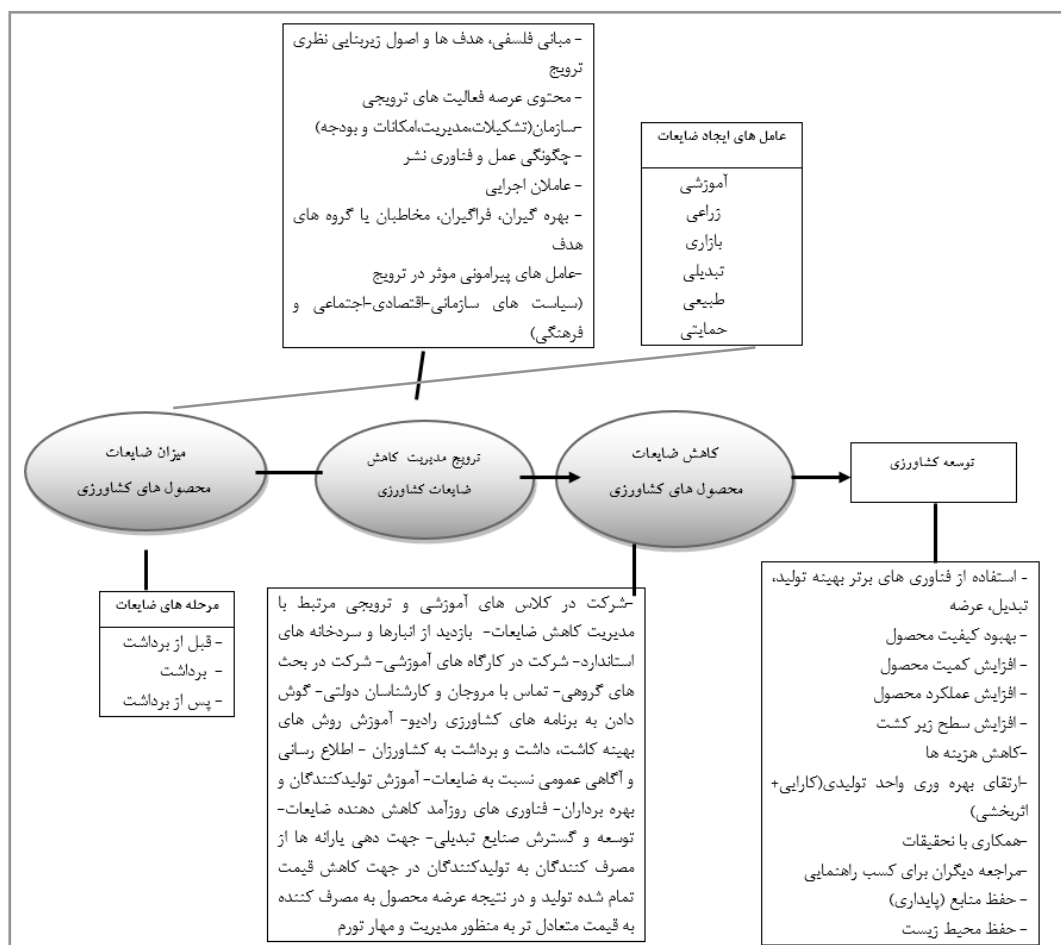 - مبانی فلسفی، هدف ها و اصول زیربنایی نظری
ترویج
- محتوی عرصه فعالیت های ترویجی
-سازمان(تشکیلات،مدیریت،امکانات و بودجه)
- چگونگی عمل و فناوری نشر
- عاملان اجرایی
- بهره گیران، فراگیران، مخاطبان یا گروه های
هدف
-عامل های پیرامونی موثر در ترویج
(سیاست های سازمانی-اقتصادی-اجتماعی و
فرهنگی)
عامل های ایجاد ضایعات
آموزشی
زراعی
بازاری
تبدیلی
طبیعی
حمایتی
میزان ضایعات
محصول های کشاورزی
ترویج مدیریت کاهش
ضایعات کشاورزی
کاهش ضایعات
محصول های کشاورزی
توسعه کشاورزی
مرحله های ضایعات
- قبل از برداشت
- برداشت
- پس از برداشت
-شرکت در کلاس های آموزشی و ترویجی مرتبط با
مدیریت کاهش ضایعات- بازدید از انبارها و سردخانه های
استاندارد- شرکت در کارگاه های آموزشی- شرکت در بحث
های گروهی- تماس با مروجان و کارشناسان دولتی- گوش
دادن به برنامه های کشاورزی رادیو- آموزش روش های
بهینه کاشت، داشت و برداشت به کشاورزان - اطلاع رسانی
و آگاهی عمومی نسبت به ضایعات- آموزش تولیدکنندگان و
بهره برداران- فناوری های روزآمد کاهش دهنده ضایعات-
توسعه و گسترش صنایع تبدیلی- جهت دهی یارانه ها از
مصرف کنندگان به تولیدکنندگان در جهت کاهش قیمت
تمام شده تولید و در نتیجه عرضه محصول به مصرف کننده
به قیمت متعادل تر به منظور مدیریت و مهار تورم
- استفاده از فناوری های برتر بهینه تولید،
تبدیل، عرضه
- بهبود کیفیت محصول
- افزایش کمیت محصول
- افزایش عملکرد محصول
- افزایش سطح زیر کشت
-کاهش هزینه ها
-ارتقای بهره وری واحد تولیدی(کارایی+
اثربخشی)
-همکاری با تحقیقات
-مراجعه دیگران برای کسب راهنمایی
- حفظ منابع (پایداری)
- حفظ محیط زیست